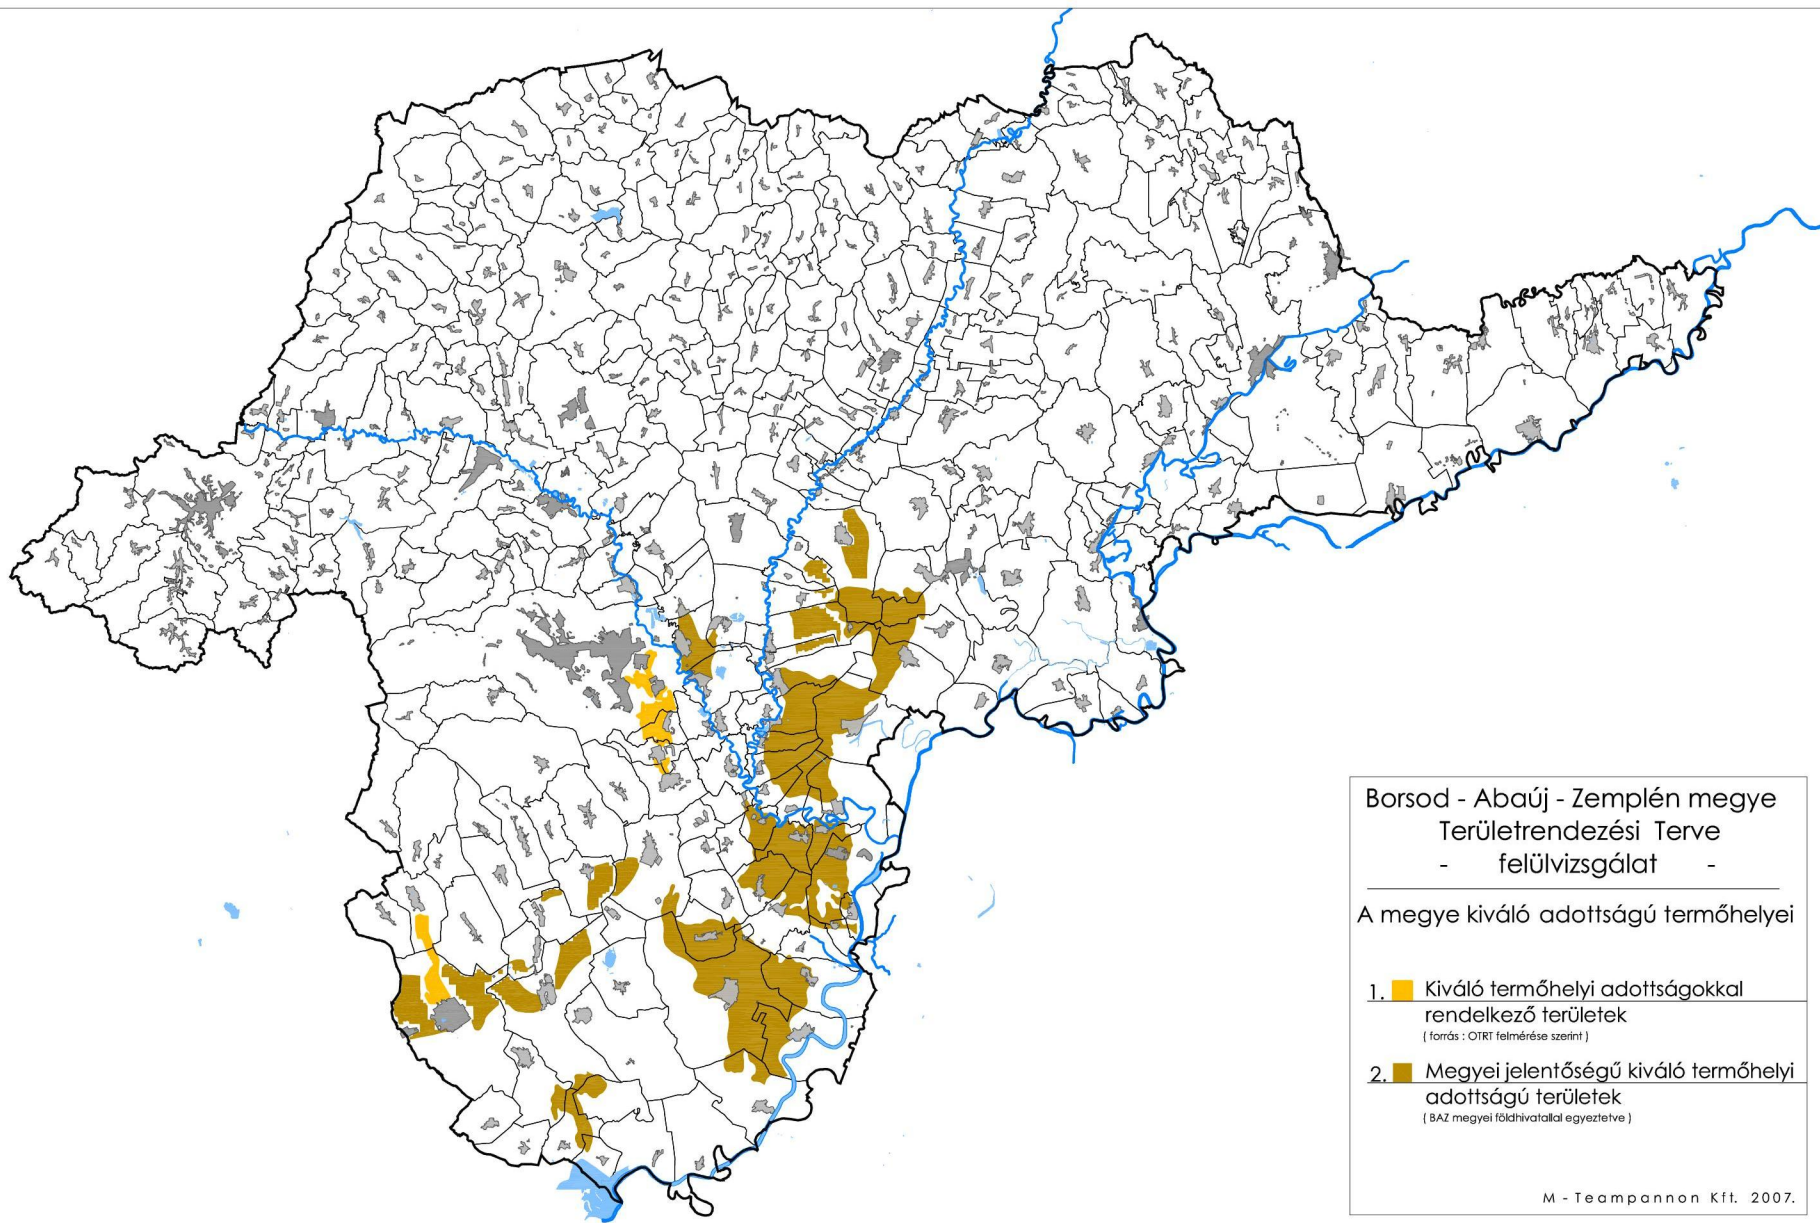 Borsod - Abaúj - Zemplén megye
Területrendezési Terve
- felülvizsgálat -
A megye kiváló adottságú termőhelyei
1. Kiváló termőhelyi adottságokkal
rendelkező területek
( forrás : OTRT felmérése szerint )
2. Megyei jelentőségű kiváló termőhelyi
adottságú területek
( BAZ megyei földhivatallal egyeztetve )
M - Teampannon Kft. 2007.